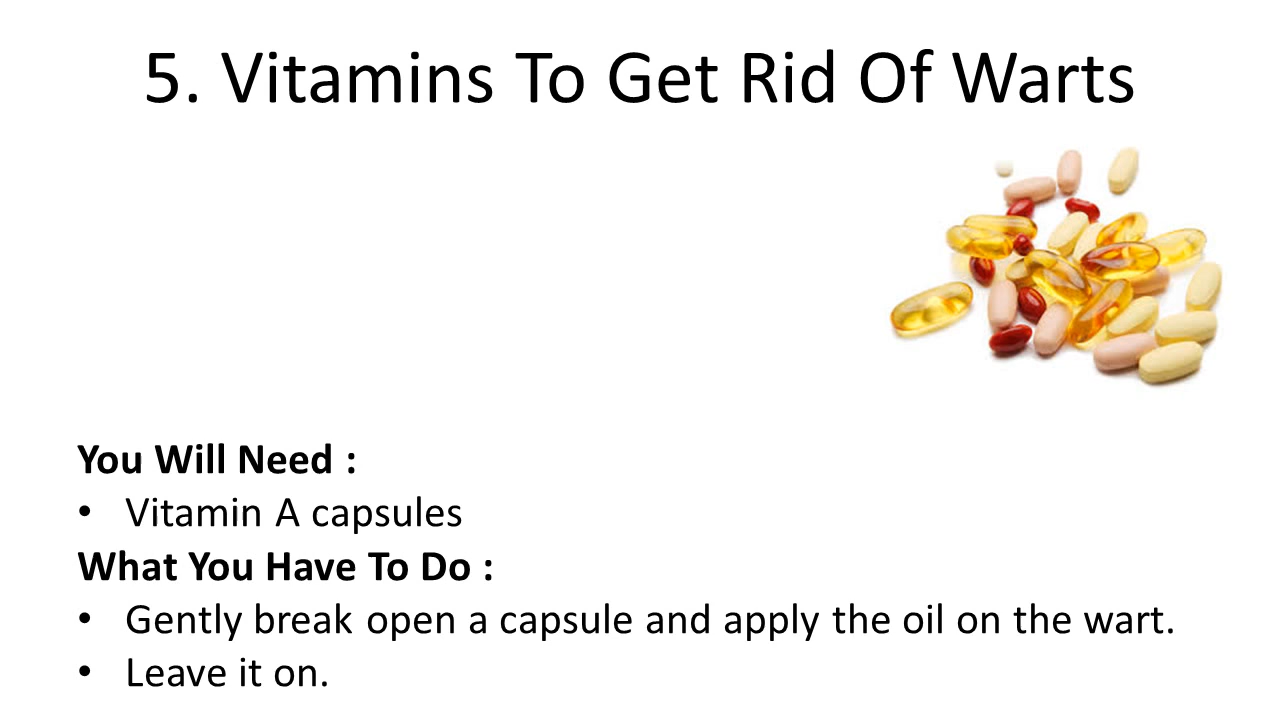 5. Vitamins To Get Rid Of Warts
You Will Need :
• Vitamin A capsules
What You Have To Do :
• Gently break open a capsule and apply the oil on the wart.
• Leave it on.